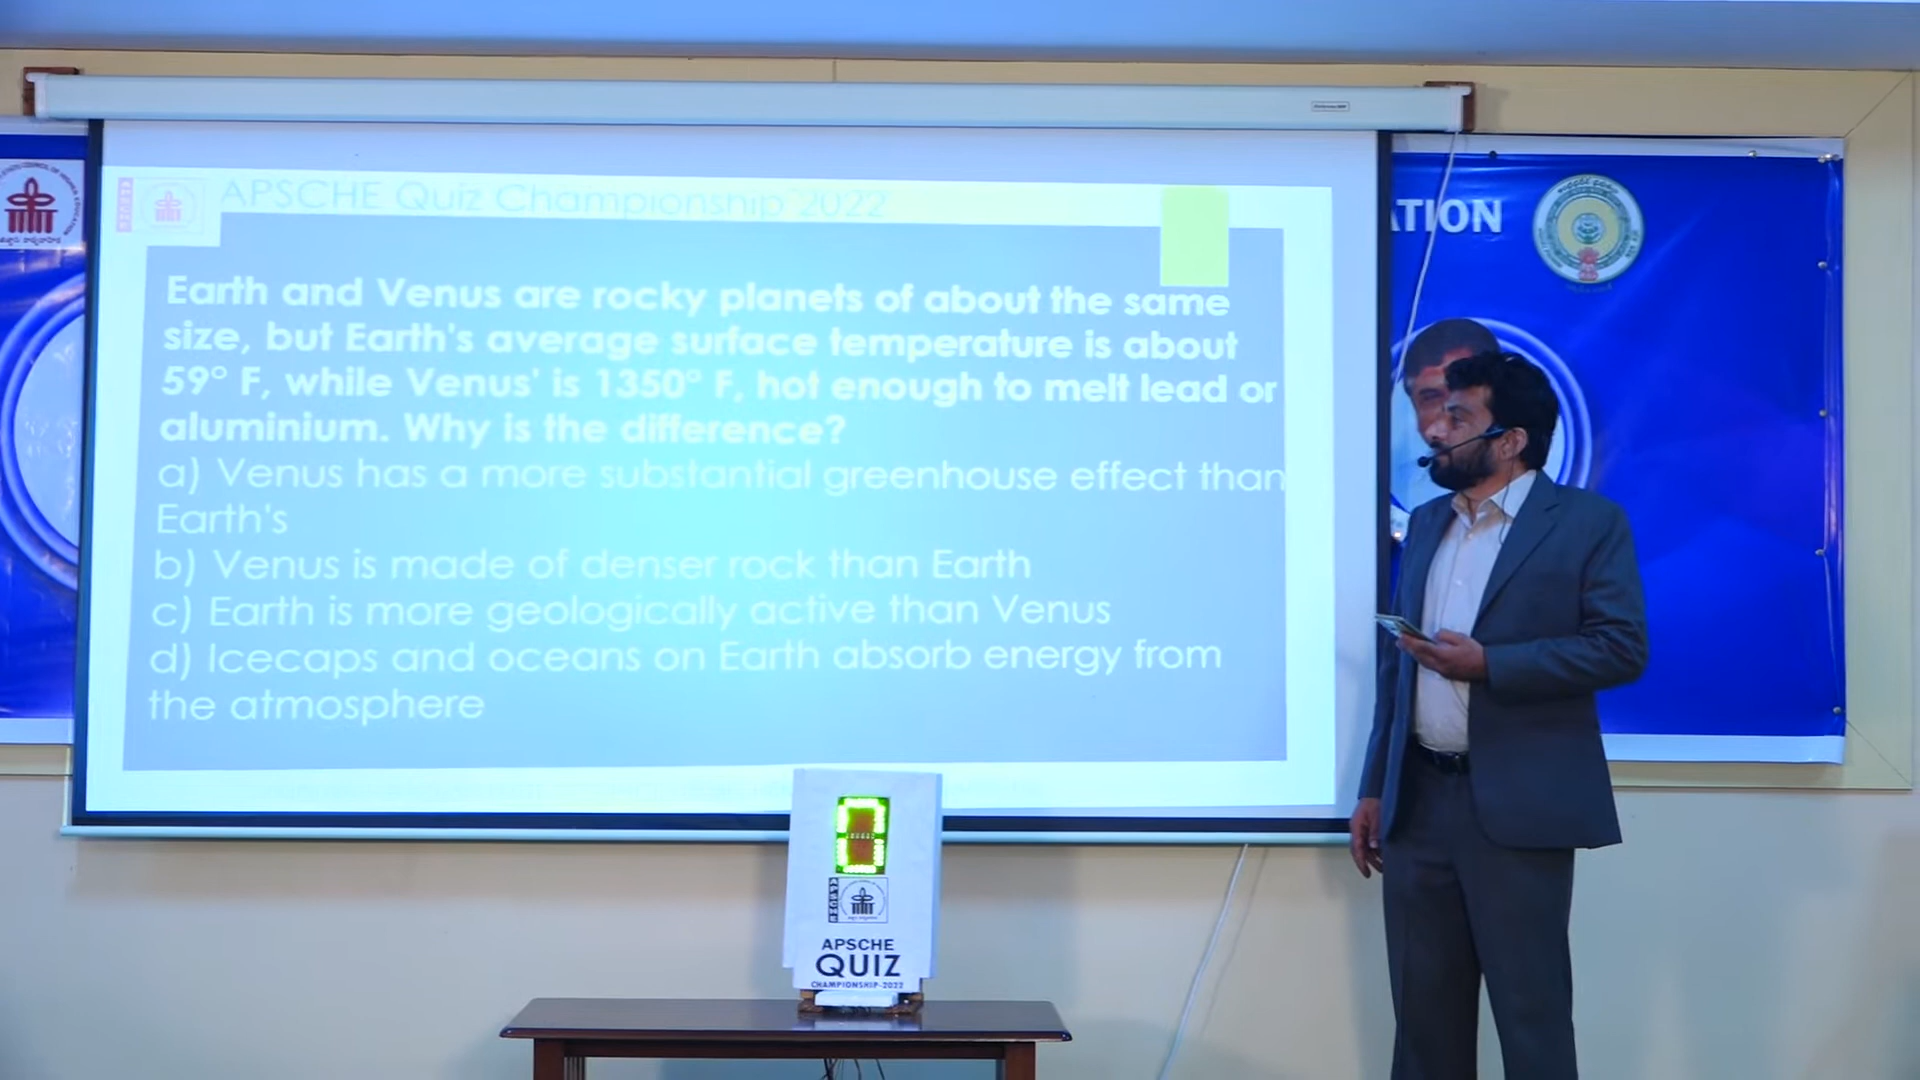 APSCHE Quiz Championship 2022
ATION
Earth and Venus are rocky planets of about the same
size, but Earth's average surface temperature is about
59° F, while Venus' is 1350° F, hot enough to melt lead or
aluminium. Why is the difference?
a) Venus has a more substantial greenhouse effect than
Earth's
b) Venus is made of denser rock than Earth
c) Earth is more geologically active than Venus
d) Icecaps and oceans on Earth absorb energy from
the atmosphere
0
APSCHE
APSCHE
QUIZ
CHAMPIONSHIP-2022